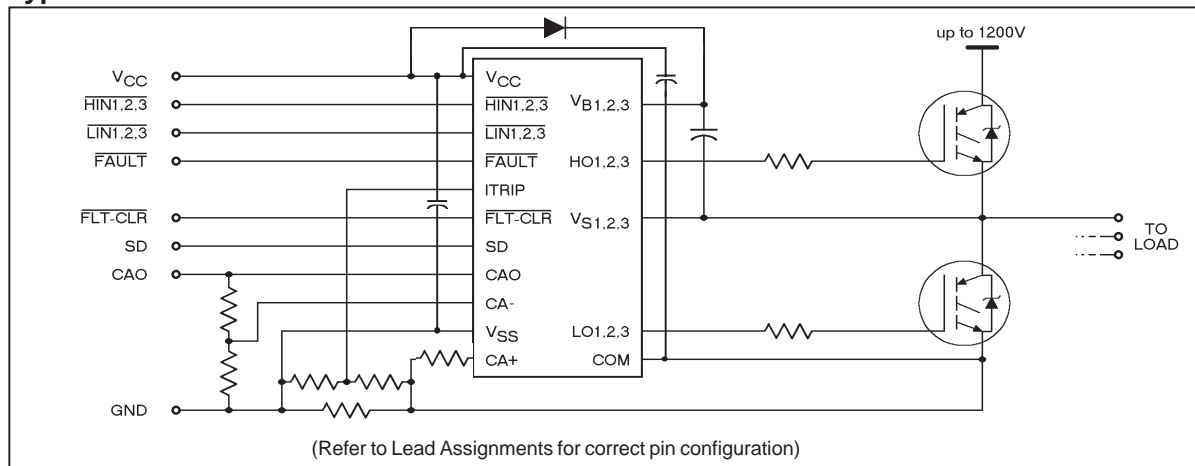 up to 1200V
VCC
HIN1,2,3
LIN1,2,3
FAULT
FLT-CLR
SD
CAO
GND
VCC
HIN1,2,3
LIN1,2,3
FAULT
ITRIP
FLT-CLR
SD
CAO
CA-
VSS
CA+
VB1,2,3
HO1,2,3
VS1,2,3
LO1,2,3
COM
TO
LOAD
(Refer to Lead Assignments for correct pin configuration)